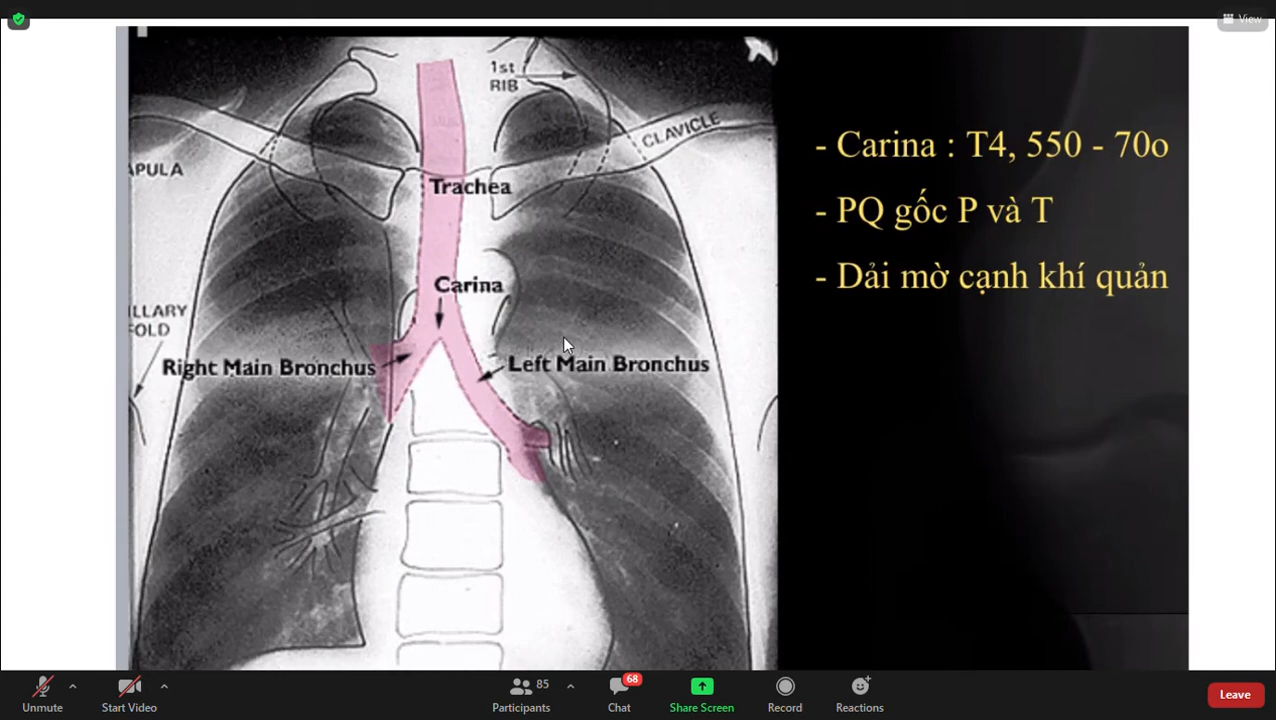 View
1st
RIB
CLAVICLE
APULA
Trachea
Carina
ILLARY
FOLD
Right Main Bronchus
Left Main Bronchus
- Carina : T4, 550 - 70o
- PQ gốc P và T
- Dải mờ cạnh khí quản
Unmute
Start Video
85
Participants
68
Chat
Share Screen
Record
Reactions
Leave